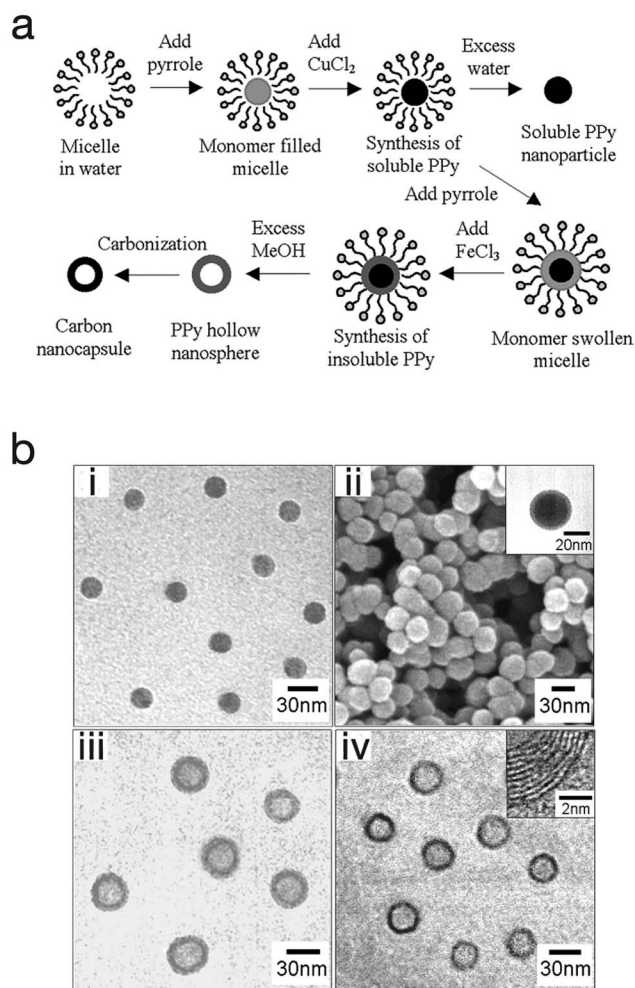 a
Add
pyrrole
Add
CuCl₂
Excess
water
Micelle
in water
Monomer filled
micelle
Synthesis of
soluble PPy
Soluble PPy
nanoparticle
Add pyrrole
Carbonization
Excess
MeOH
Add
FeCl₃
Carbon
nanocapsule
PPy hollow
nanosphere
Synthesis of
insoluble PPy
Monomer swollen
micelle
b
i
30nm
ii
20nm
30nm
iii
30nm
iv
2nm
30nm